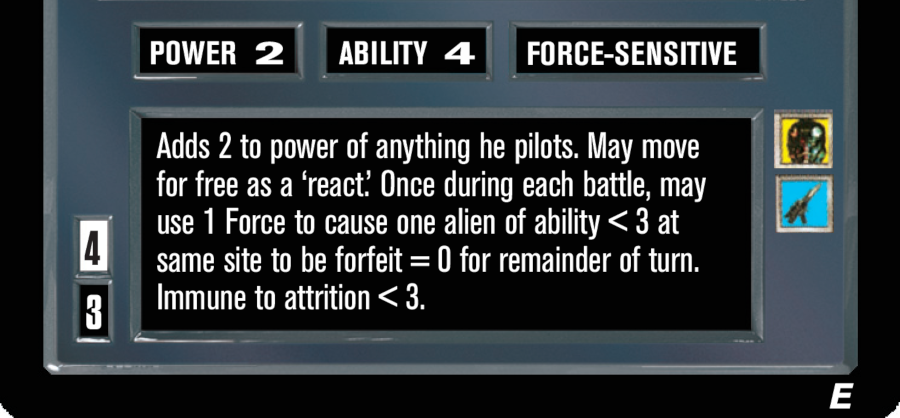 POWER 2 ABILITY 4 FORCE-SENSITIVE
Adds 2 to power of anything he pilots. May move
for free as a ‘react.’ Once during each battle, may
use 1 Force to cause one alien of ability < 3 at
same site to be forfeit = 0 for remainder of turn.
Immune to attrition < 3.
4
3
E